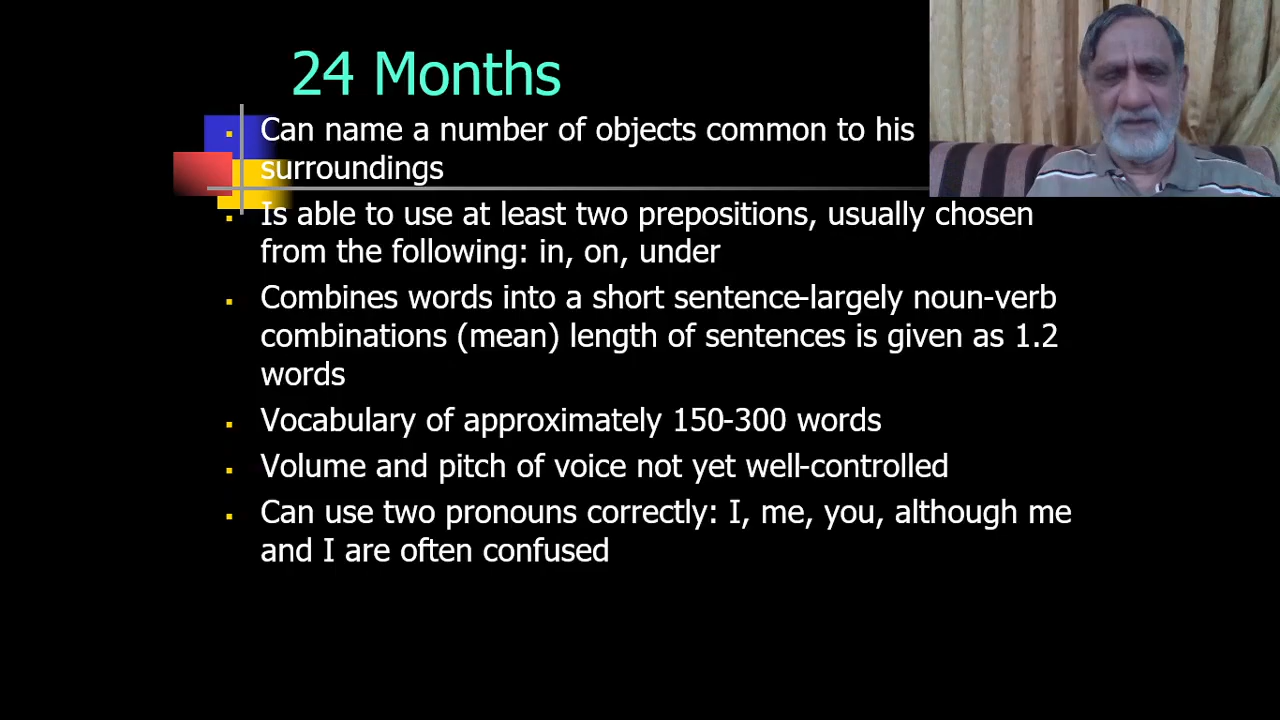 24 Months
Can name a number of objects common to his
surroundings
Is able to use at least two prepositions, usually chosen
from the following: in, on, under
Combines words into a short sentence-largely noun-verb
combinations (mean) length of sentences is given as 1.2
words
Vocabulary of approximately 150-300 words
Volume and pitch of voice not yet well-controlled
Can use two pronouns correctly: I, me, you, although me
and I are often confused